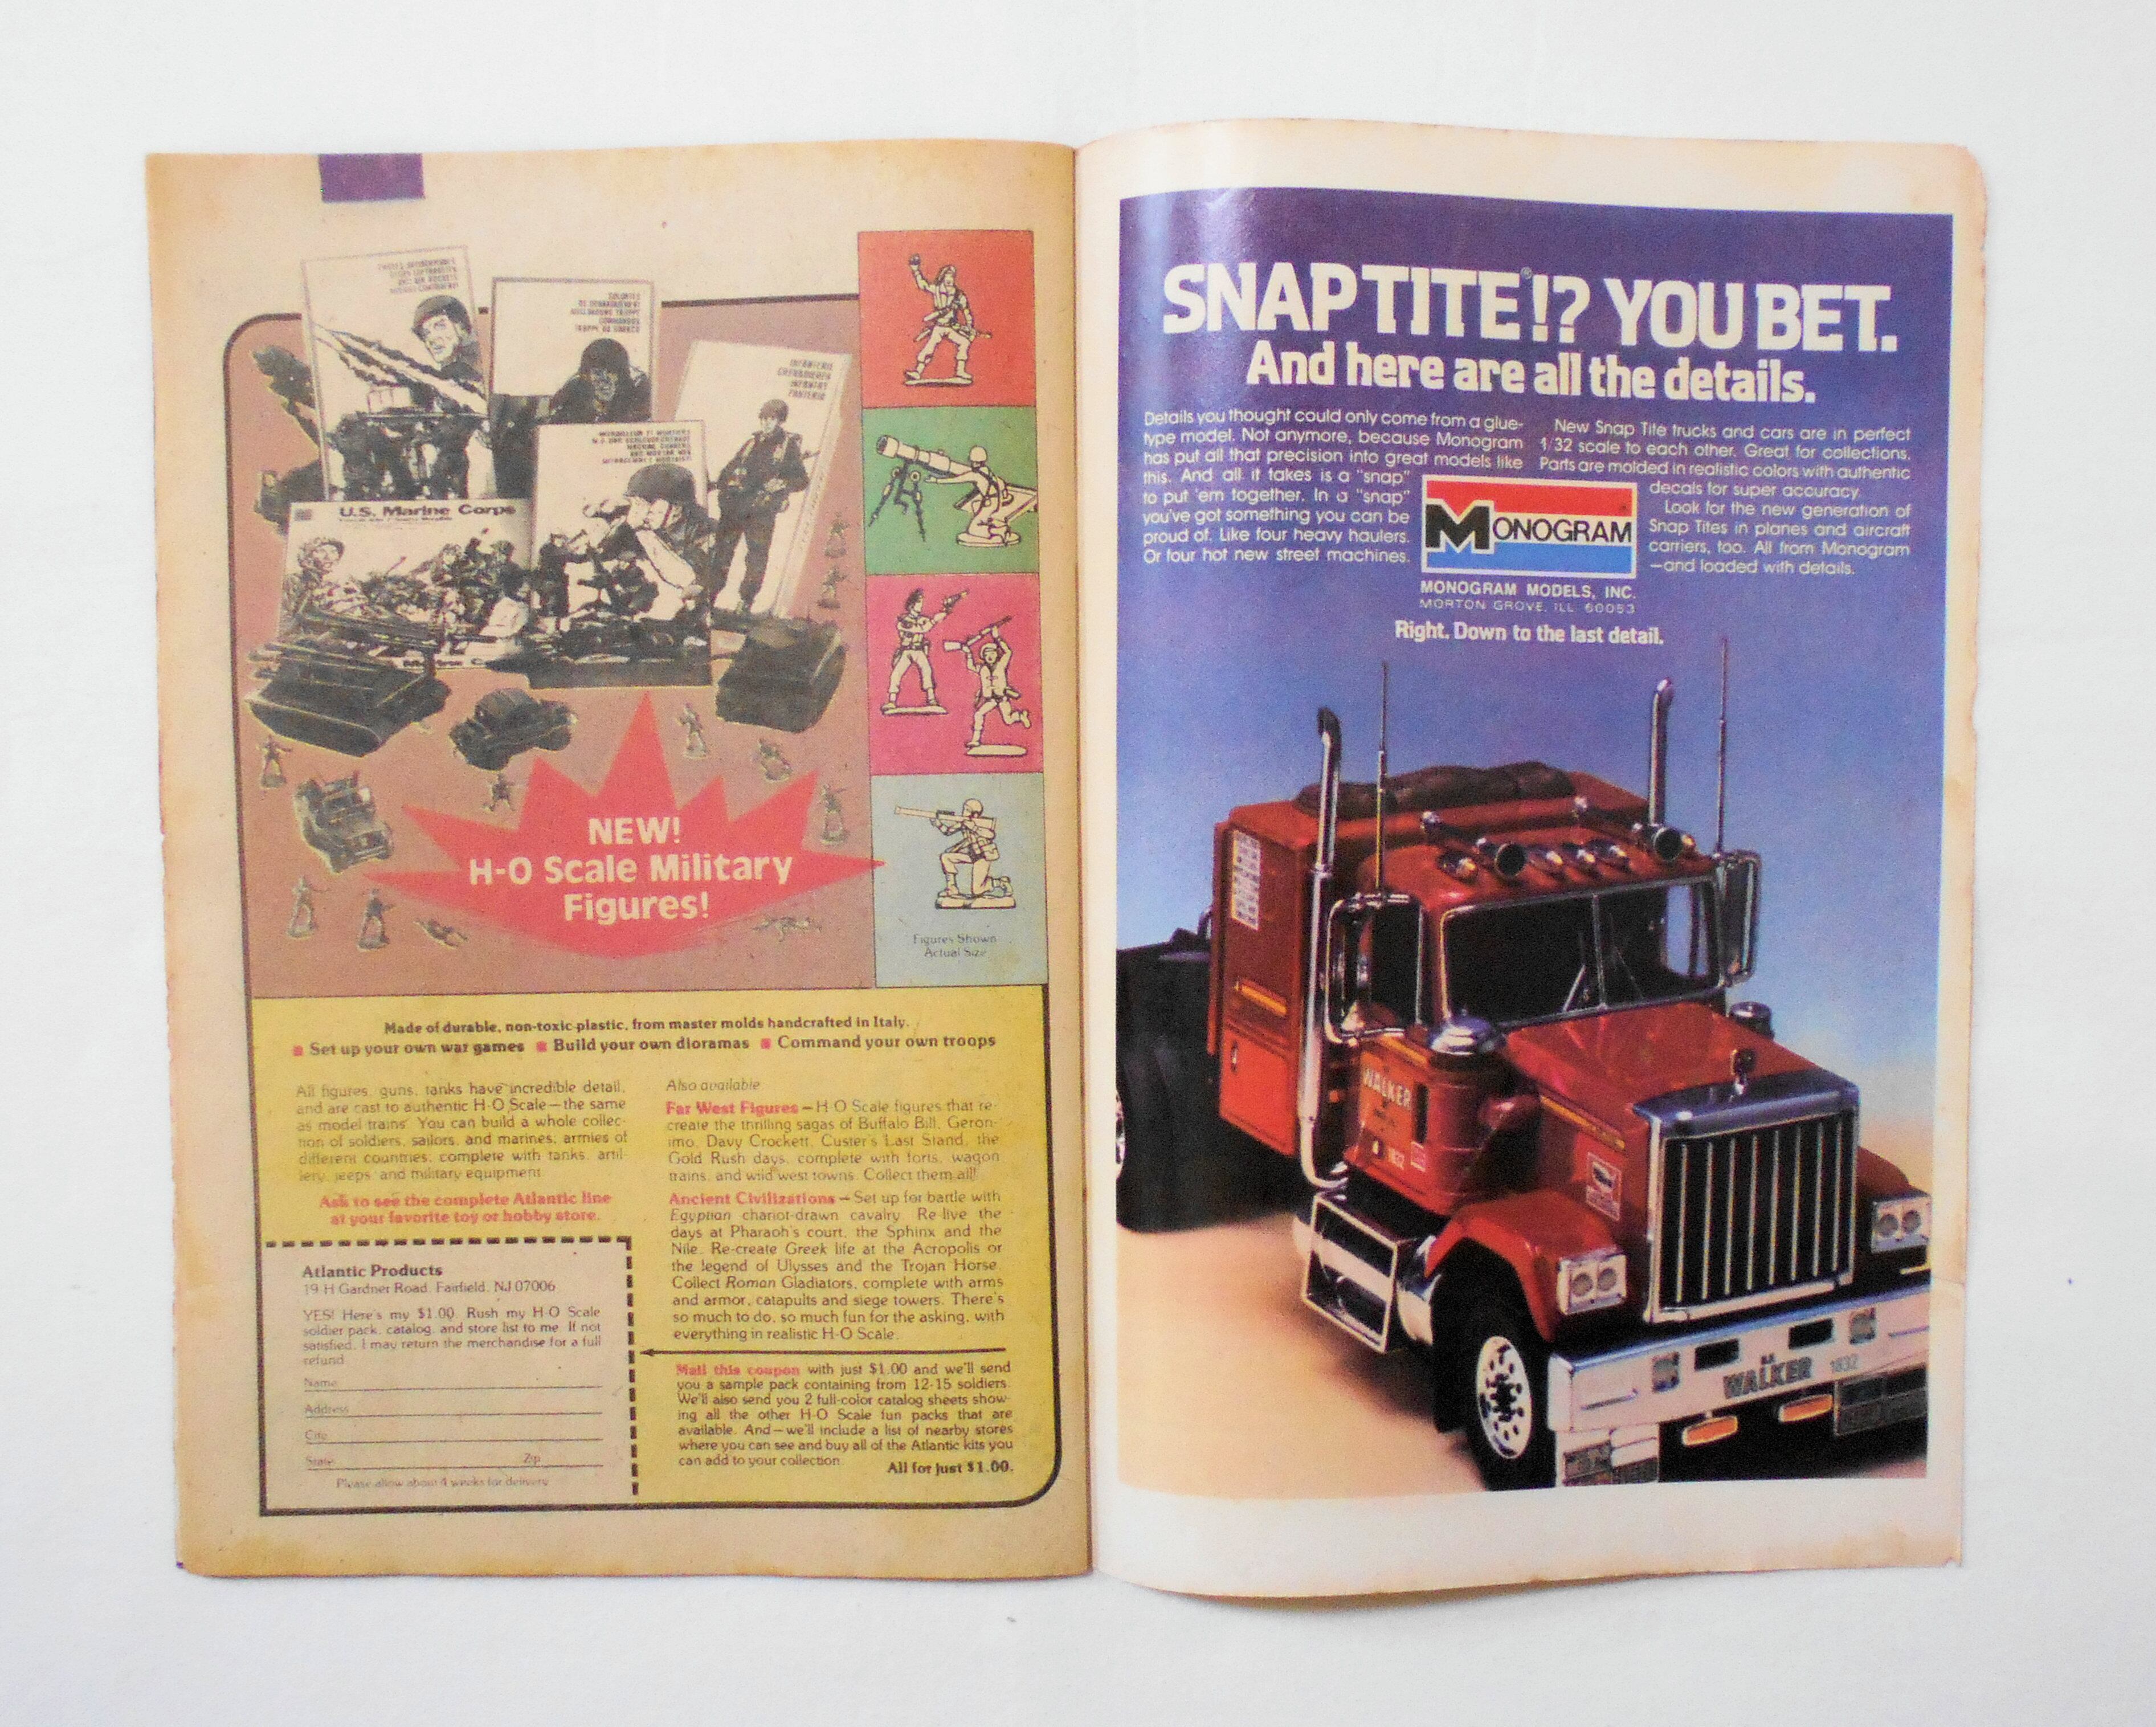 U.S. Marine Corps
NEW!
H-O Scale Military
Figures!
Figures Shown
Actual Size
Made of durable, non-toxic plastic, from master molds handcrafted in Italy.
Set up your own war games Build your own dioramas Command your own troops
All figures, guns, tanks have incredible detail,
and are cast to authentic H-O Scale—the same
as model trains. You can build a whole collec-
tion of soldiers, sailors, and marines; armies of
different countries; complete with tanks, artil-
lery, jeeps, and military equipment.
Ask to see the complete Atlantic line
at your favorite toy or hobby store.
Atlantic Products
19 H Gardner Road, Fairfield, NJ 07006
YES! Here's my $1.00. Rush my H-O Scale
soldier pack, catalog, and store list to me. If not
satisfied, I may return the merchandise for a full
refund.
Name
Address
City
State Zip
Please allow about 4 weeks for delivery
Also available
Far West Figures—H-O Scale figures that re-
create the thrilling sagas of Buffalo Bill, Geron-
imo, Davy Crockett, Custer's Last Stand, the
Gold Rush days, complete with forts, wagon
trains, and wild west towns. Collect them all!
Ancient Civilizations—Set up for battle with
Egyptian chariot-drawn cavalry. Re-live the
days at Pharaoh's court, the Sphinx and the
Nile. Re-create Greek life at the Acropolis or
the legend of Ulysses and the Trojan Horse.
Collect Roman Gladiators, complete with arms
and armor, catapults and siege towers. There's
so much to do, so much fun for the asking, with
everything in realistic H-O Scale.
Mail this coupon with just $1.00 and we'll send
you a sample pack containing from 12-15 soldiers.
We'll also send you 2 full-color catalog sheets show-
ing all the other H-O Scale fun packs that are
available. And—we'll include a list of nearby stores
where you can see and buy all of the Atlantic kits you
can add to your collection.
All for just $1.00.
SNAP TITE®!? YOU BET.
And here are all the details.
Details you thought could only come from a glue-
type model. Not anymore, because Monogram
has put all that precision into great models like
this. And all it takes is a "snap"
to put 'em together. In a "snap"
you've got something you can be
proud of. Like four heavy haulers.
Or four hot new street machines.
New Snap Tite trucks and cars are in perfect
1/32 scale to each other. Great for collections.
Parts are molded in realistic colors with authentic
decals for super accuracy.
Look for the new generation of
Snap Tites in planes and aircraft
carriers, too. All from Monogram
—and loaded with details.
MONOGRAM
MONOGRAM MODELS, INC.
MORTON GROVE, ILL. 60053
Right. Down to the last detail.
WALKER
1832
WALKER 1832